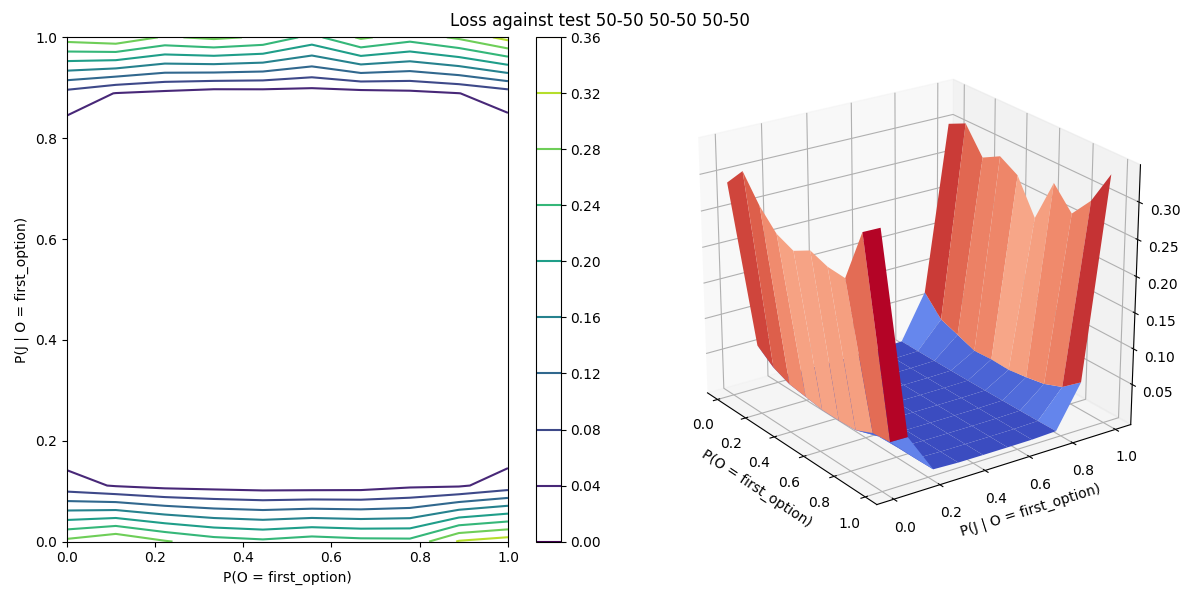 Loss against test 50-50 50-50 50-50
1.0
0.8
0.6
0.4
0.2
0.0
P(J | O = first_option)
0.0 0.2 0.4 0.6 0.8 1.0
P(O = first_option)
0.36
0.32
0.28
0.24
0.20
0.16
0.12
0.08
0.04
0.00
0.30
0.25
0.20
0.15
0.10
0.05
0.0 0.2 0.4 0.6 0.8 1.0
P(O = first_option)
0.0 0.2 0.4 0.6 0.8 1.0
P(J | O = first_option)